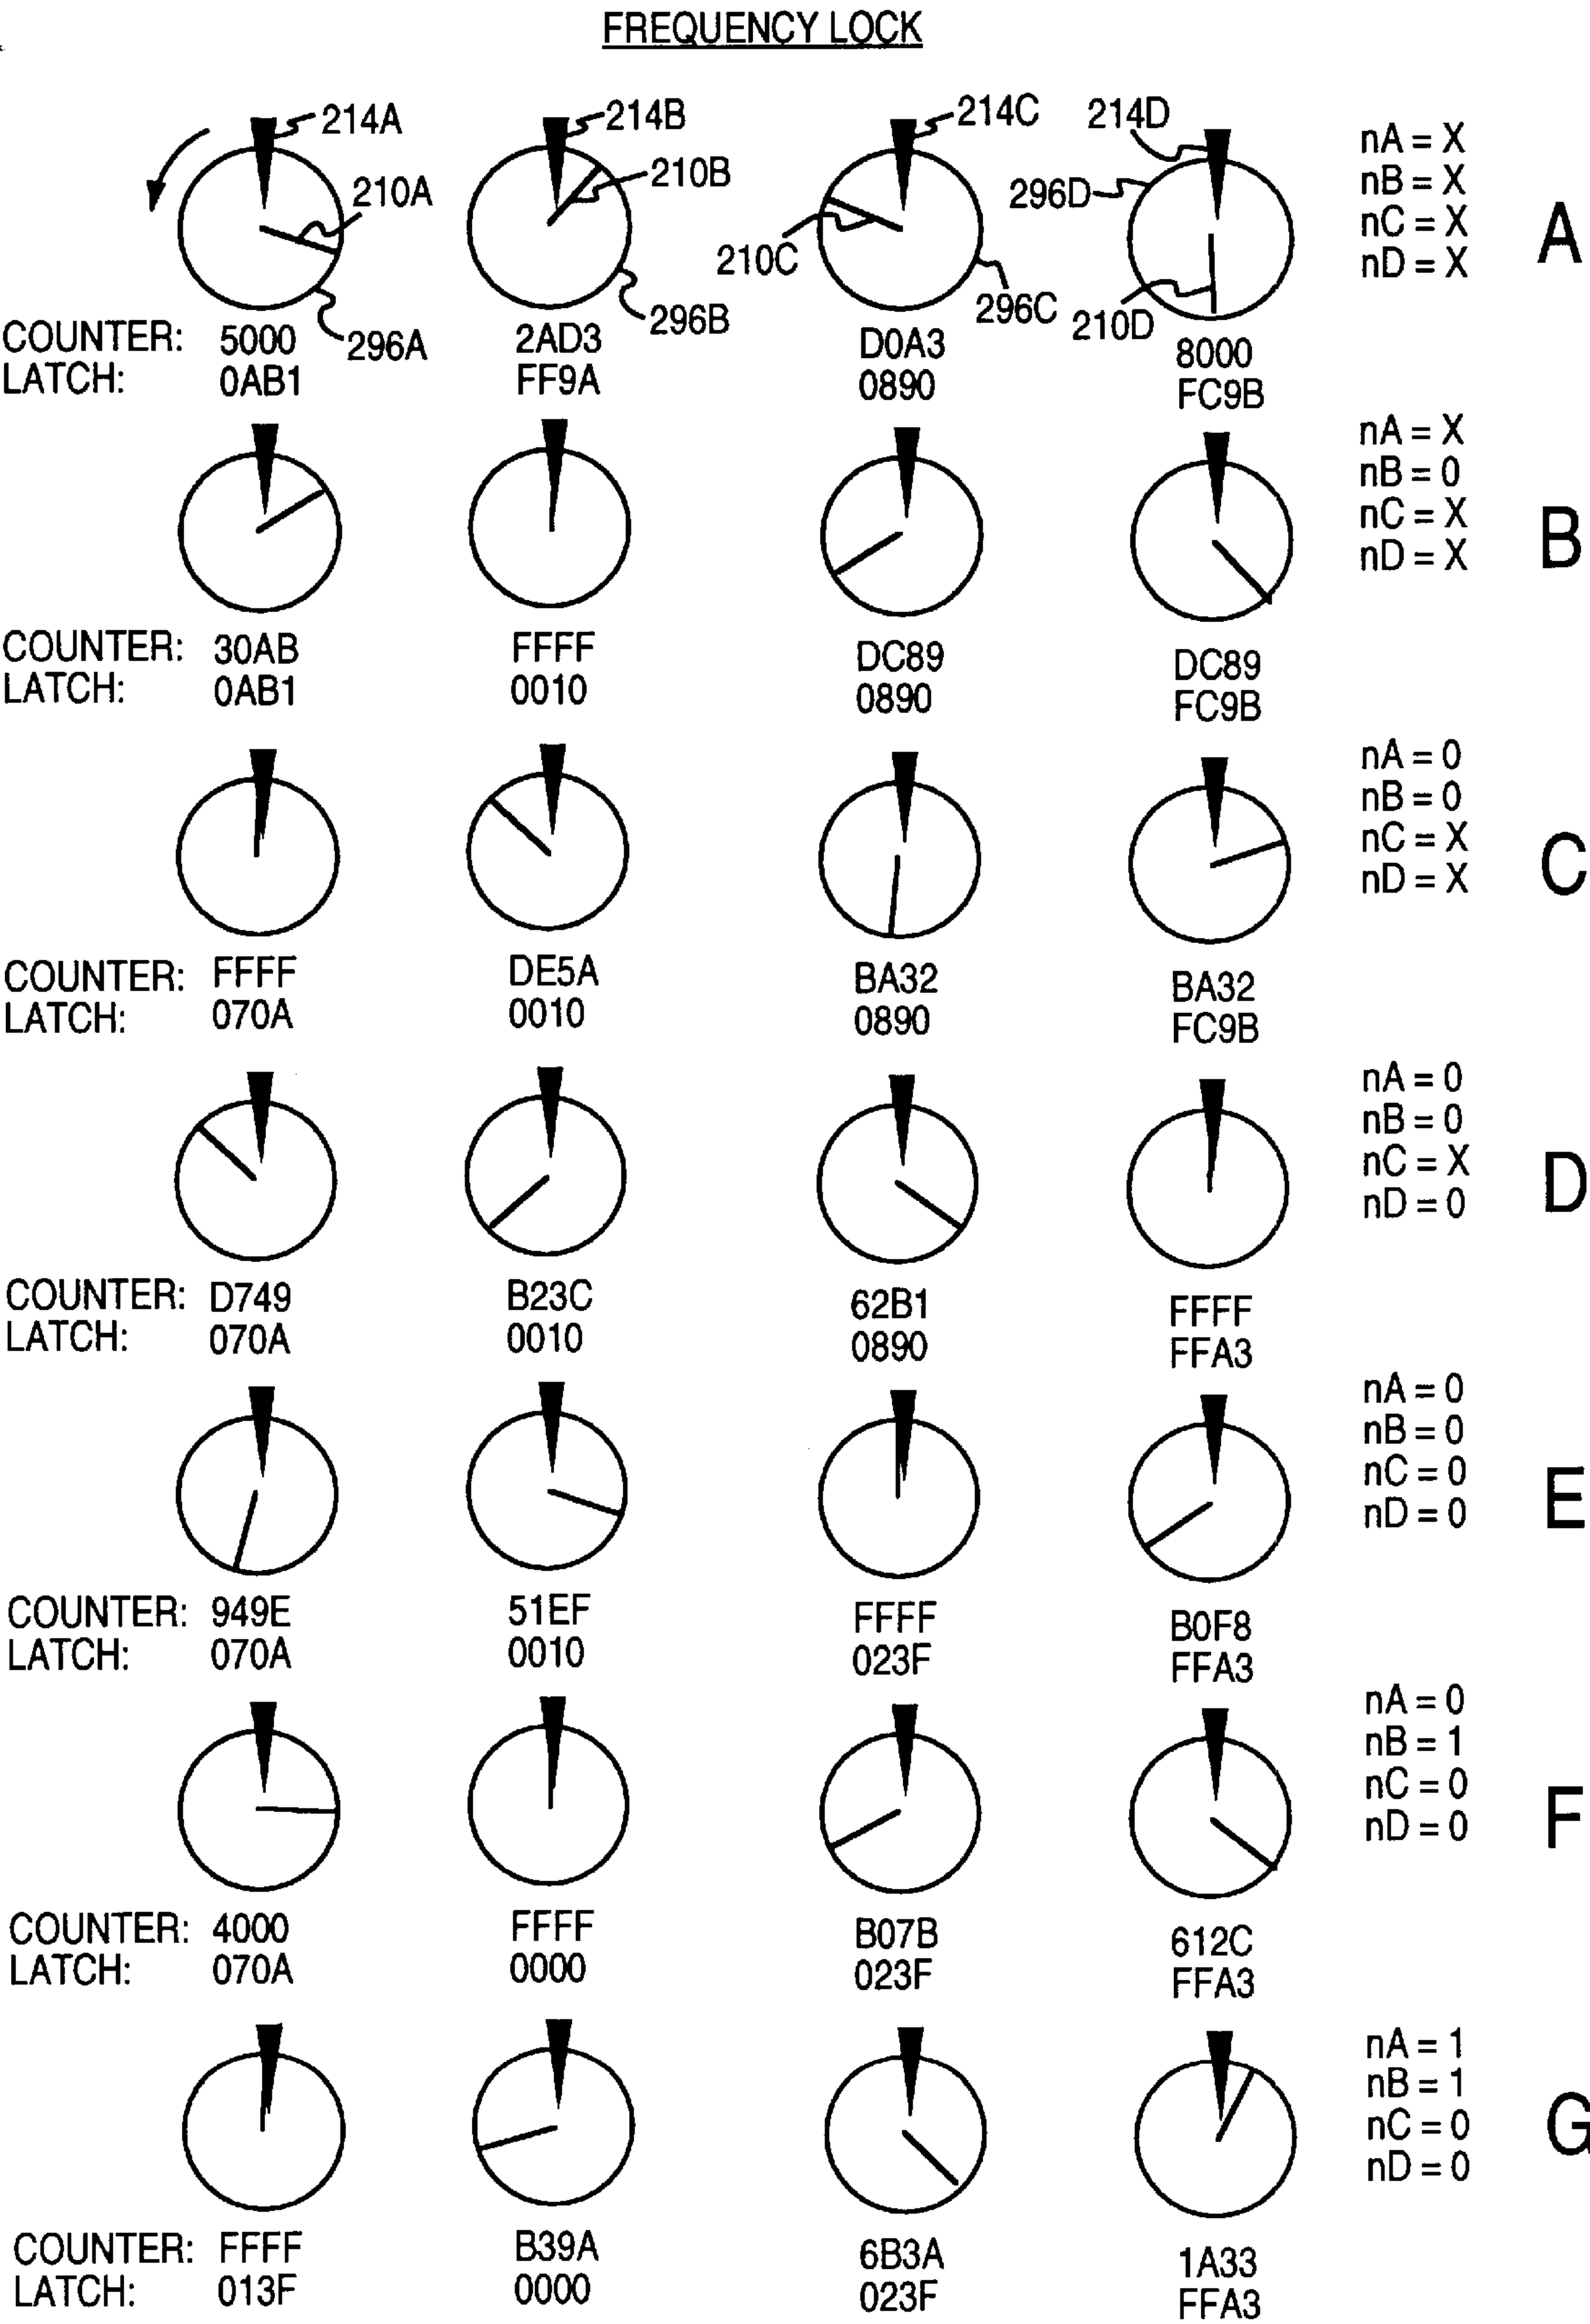 FREQUENCY LOCK
214A 214B 214C 214D
210A 210B 210C 296D
296A 296B 296C 210D
nA = X
nB = X
nC = X
nD = X
A
COUNTER: 5000 2AD3 D0A3 8000
LATCH: 0AB1 FF9A 0890 FC9B
nA = X
nB = 0
nC = X
nD = X
B
COUNTER: 30AB FFFF DC89 DC89
LATCH: 0AB1 0010 0890 FC9B
nA = 0
nB = 0
nC = X
nD = X
C
COUNTER: FFFF DE5A BA32 BA32
LATCH: 070A 0010 0890 FC9B
nA = 0
nB = 0
nC = X
nD = 0
D
COUNTER: D749 B23C 62B1 FFFF
LATCH: 070A 0010 0890 FFA3
nA = 0
nB = 0
nC = 0
nD = 0
E
COUNTER: 949E 51EF FFFF B0F8
LATCH: 070A 0010 023F FFA3
nA = 0
nB = 1
nC = 0
nD = 0
F
COUNTER: 4000 FFFF B07B 612C
LATCH: 070A 0000 023F FFA3
nA = 1
nB = 1
nC = 0
nD = 0
G
COUNTER: FFFF B39A 6B3A 1A33
LATCH: 013F 0000 023F FFA3